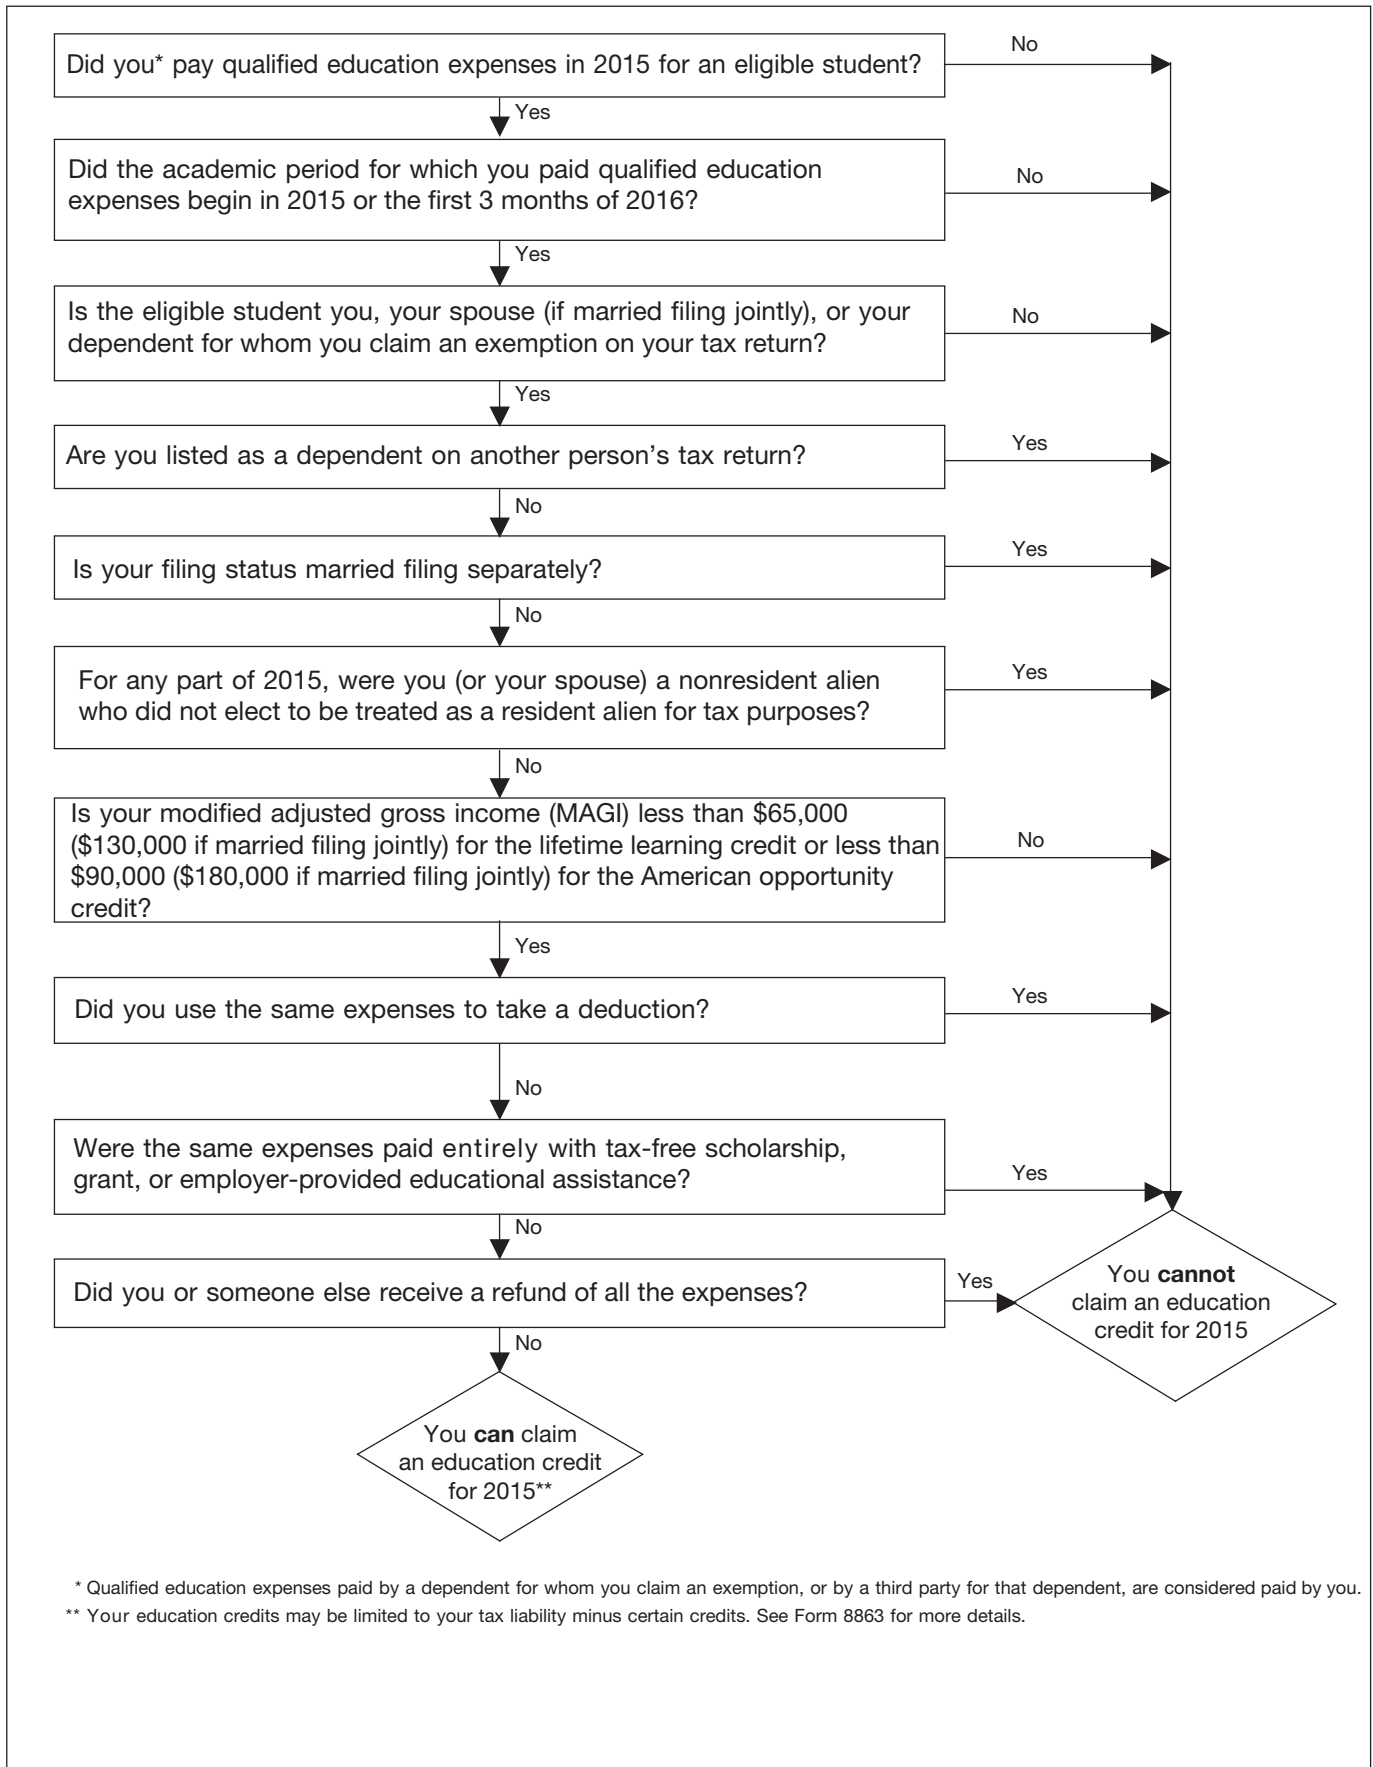 Did you* pay qualified education expenses in 2015 for an eligible student?
No
Yes
Did the academic period for which you paid qualified education
expenses begin in 2015 or the first 3 months of 2016?
No
Yes
Is the eligible student you, your spouse (if married filing jointly), or your
dependent for whom you claim an exemption on your tax return?
No
Yes
Are you listed as a dependent on another person's tax return?
Yes
No
Is your filing status married filing separately?
Yes
No
For any part of 2015, were you (or your spouse) a nonresident alien
who did not elect to be treated as a resident alien for tax purposes?
Yes
No
Is your modified adjusted gross income (MAGI) less than $65,000
($130,000 if married filing jointly) for the lifetime learning credit or less than
$90,000 ($180,000 if married filing jointly) for the American opportunity
credit?
No
Yes
Did you use the same expenses to take a deduction?
Yes
No
Were the same expenses paid entirely with tax-free scholarship,
grant, or employer-provided educational assistance?
Yes
No
Did you or someone else receive a refund of all the expenses?
Yes
You cannot
claim an education
credit for 2015
No
You can claim
an education credit
for 2015**
* Qualified education expenses paid by a dependent for whom you claim an exemption, or by a third party for that dependent, are considered paid by you.
** Your education credits may be limited to your tax liability minus certain credits. See Form 8863 for more details.